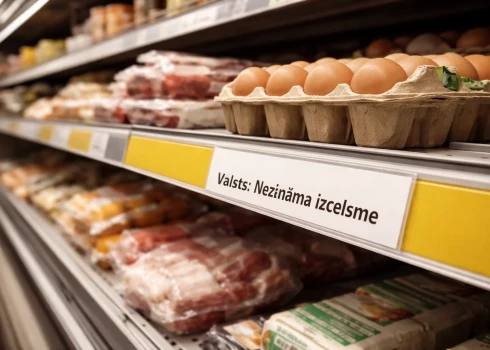 Valsts: Nezināma izcelsme